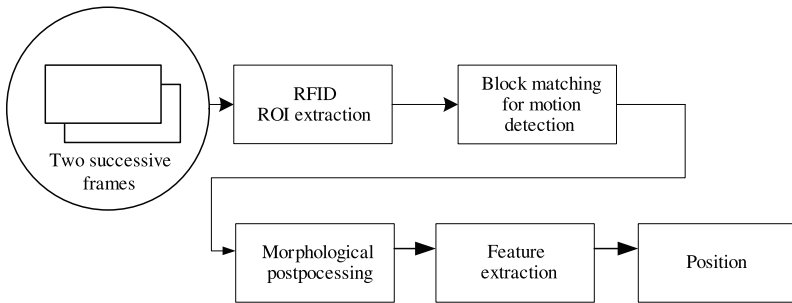 Two successive
frames
RFID
ROI extraction
Block matching
for motion
detection
Morphological
postpocessing
Feature
extraction
Position